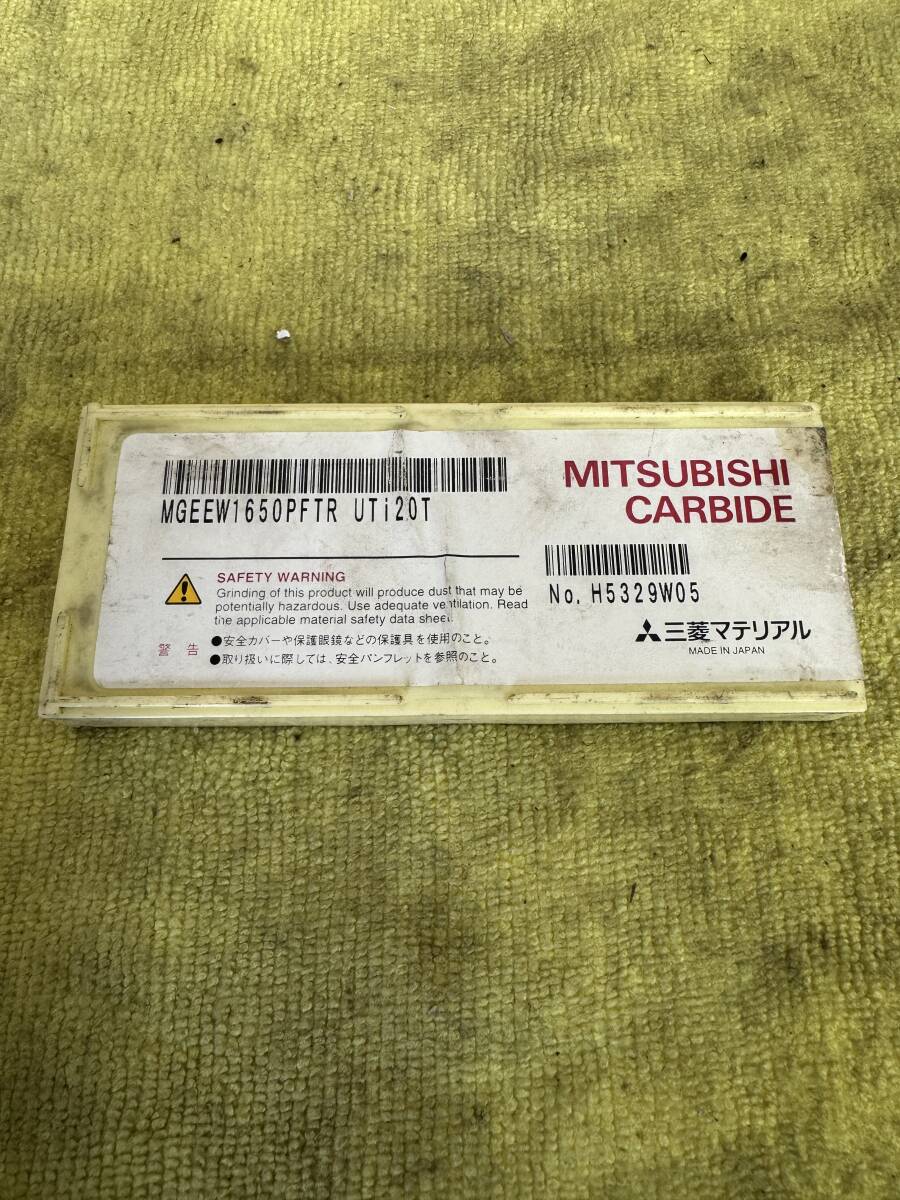 MGEEW1650PFTR UTi20T
MITSUBISHI
CARBIDE
SAFETY WARNING
Grinding of this product will produce dust that may be
potentially hazardous. Use adequate ventilation. Read
the applicable material safety data sheet.
警告
●安全カバーや保護眼鏡などの保護具を使用のこと。
●取り扱いに際しては、安全パンフレットを参照のこと。
No. H5329W05
三菱マテリアル
MADE IN JAPAN